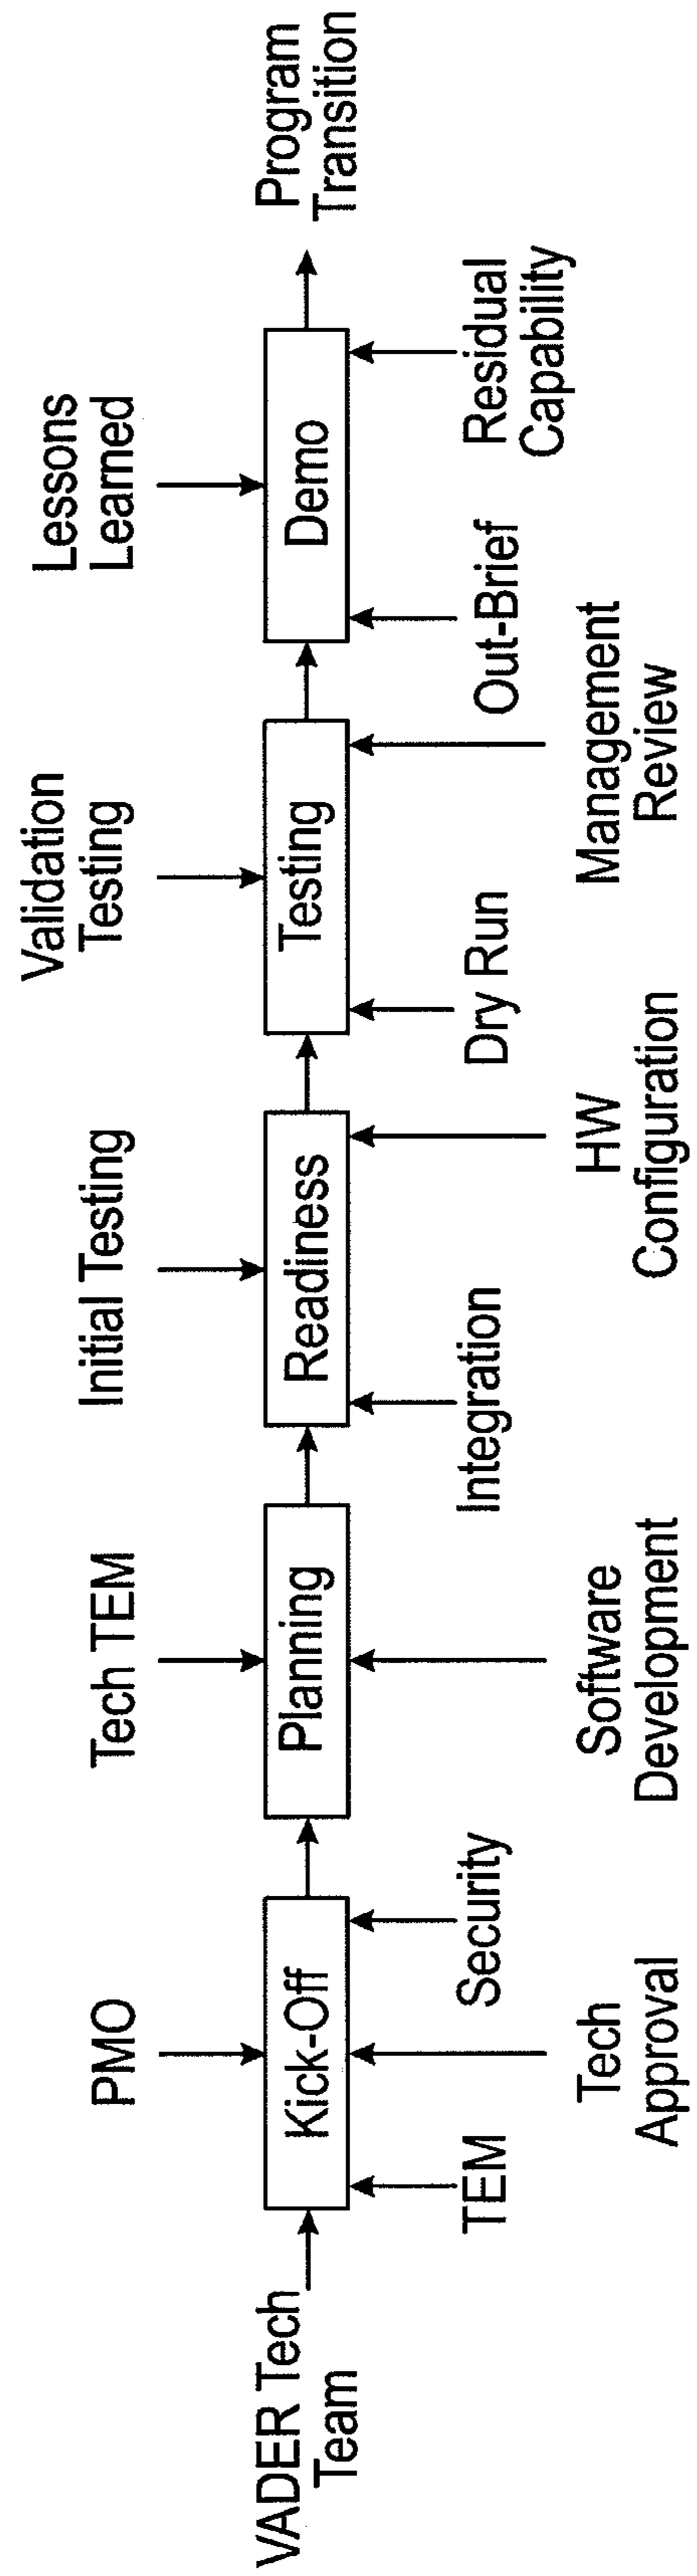 PMO
Tech TEM
Initial Testing
Validation
Testing
Lessons
Learned
VADER Tech
Team
Kick-Off
Planning
Readiness
Testing
Demo
Program
Transition
TEM
Security
Integration
Dry Run
Out-Brief
Residual
Capability
Tech
Approval
Software
Development
HW
Configuration
Management
Review